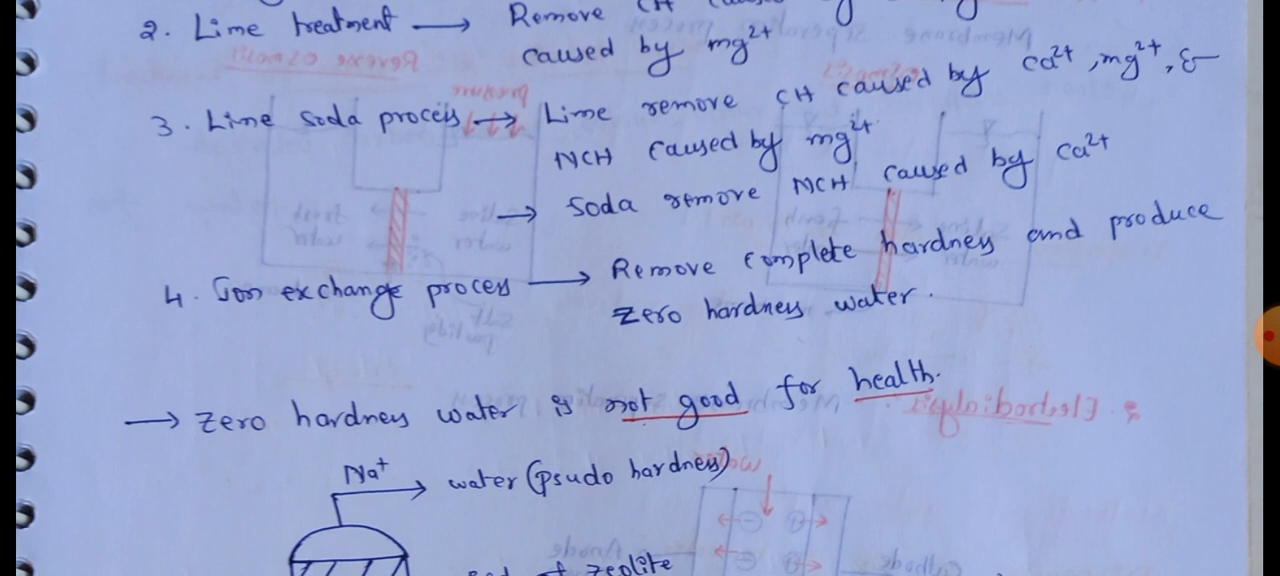 2. Lime treatment → Remove CH
caused by mg²⁺
3. Lime soda process → Lime remove CH caused by ca²⁺, mg²⁺, &
NCH caused by mg²⁺
→ Soda remove NCH caused by ca²⁺
4. Ion exchange process → Remove complete hardness and produce
zero hardness water.
→ zero hardness water is not good for health.
Na⁺ → water (psudo hardness)
of zeolite